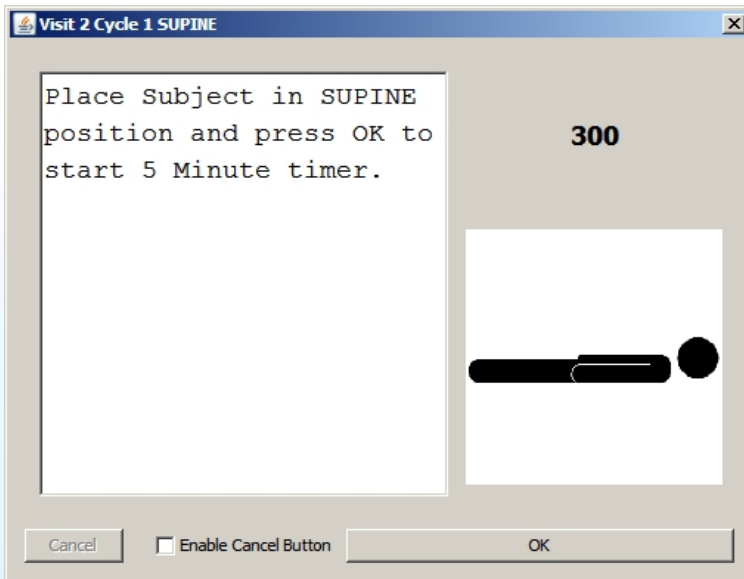 Visit 2 Cycle 1 SUPINE
Place Subject in SUPINE
position and press OK to
start 5 Minute timer.
300
Cancel
Enable Cancel Button
OK